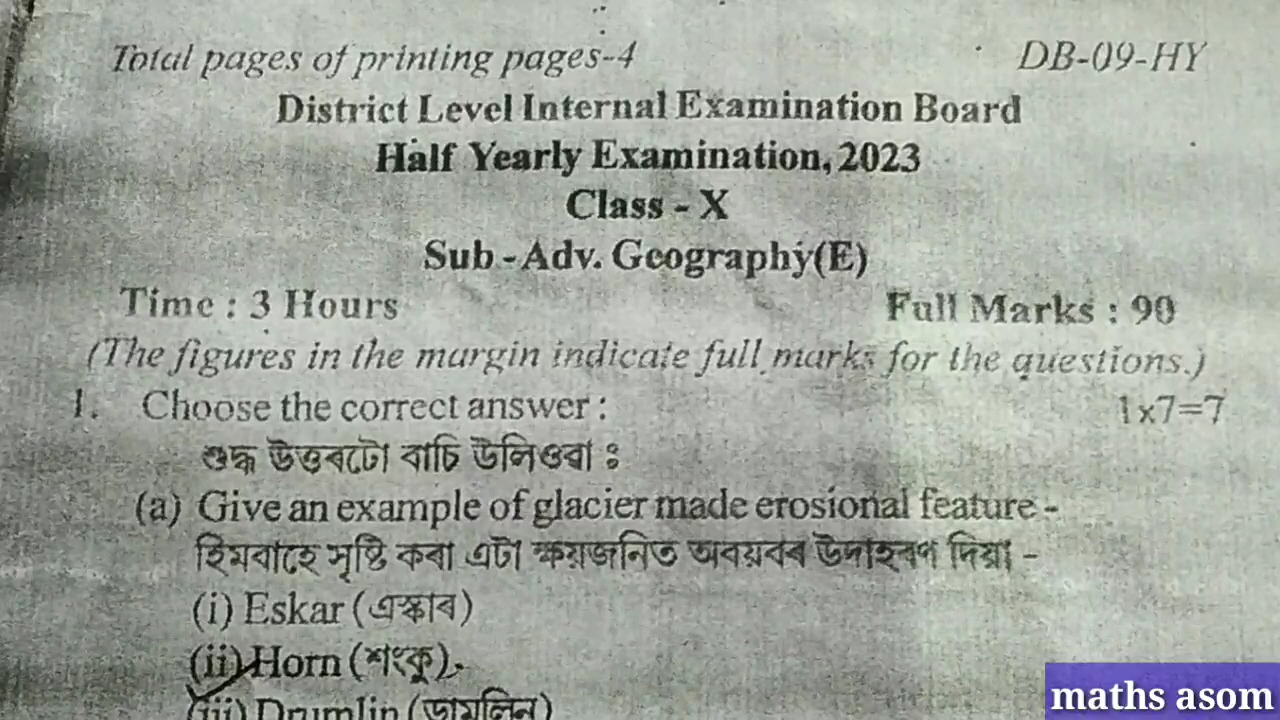 Total pages of printing pages-4 DB-09-HY
District Level Internal Examination Board
Half Yearly Examination, 2023
Class - X
Sub - Adv. Geography(E)
Time : 3 Hours Full Marks : 90
(The figures in the margin indicate full marks for the questions.)
1. Choose the correct answer : 1x7=7
শুদ্ধ উত্তৰটো বাচি উলিওৱা ঃ
(a) Give an example of glacier made erosional feature -
হিমবাহে সৃষ্টি কৰা এটা ক্ষয়জনিত অবয়বৰ উদাহৰণ দিয়া -
(i) Eskar (এস্কাৰ)
(ii) Horn (শংকু)
(iii) Drumlin (ড্ৰামলিন)
maths asom